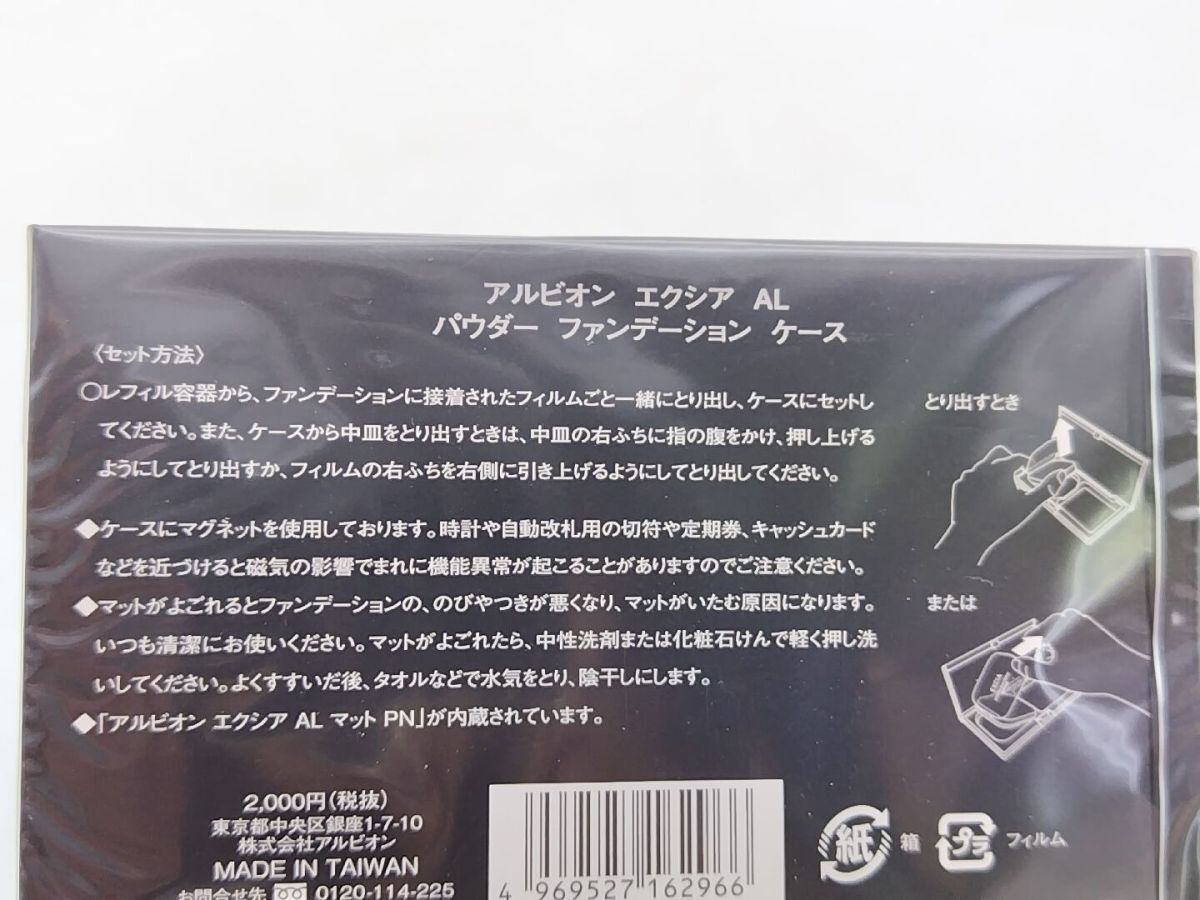 アルビオン エクシア AL
パウダー ファンデーション ケース
〈セット方法〉
○レフィル容器から、ファンデーションに接着されたフィルムごと一緒にとり出し、ケースにセットし
てください。また、ケースから中皿をとり出すときは、中皿の右ふちに指の腹をかけ、押し上げる
ようにしてとり出すか、フィルムの右ふちを右側に引き上げるようにしてとり出してください。
とり出すとき
◆ケースにマグネットを使用しております。時計や自動改札用の切符や定期券、キャッシュカード
などを近づけると磁気の影響でまれに機能異常が起こることがありますのでご注意ください。
◆マットがよごれるとファンデーションの、のびやつきが悪くなり、マットがいたむ原因になります。
いつも清潔にお使いください。マットがよごれたら、中性洗剤または化粧石けんで軽く押し洗
いしてください。よくすすいだ後、タオルなどで水気をとり、陰干しにします。
◆「アルビオン エクシア AL マット PN」が内蔵されています。
または
2,000円(税抜)
東京都中央区銀座1-7-10
株式会社アルビオン
MADE IN TAIWAN
お問合せ先 0120-114-225
4 969527 162966
紙 箱 プラ フィルム